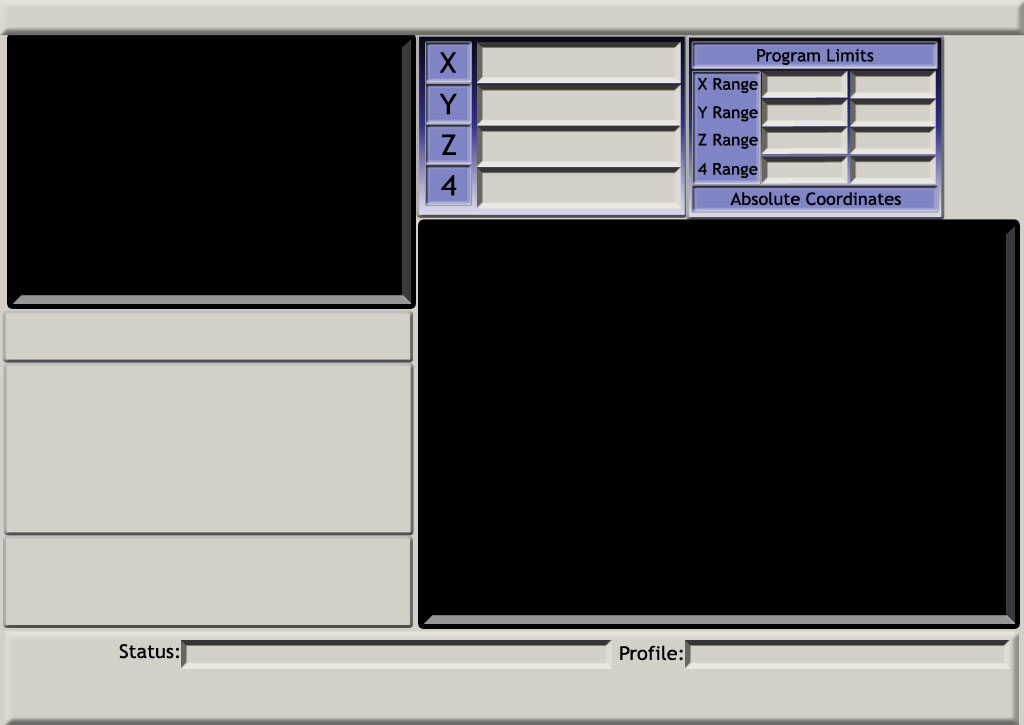 X
Y
Z
4
Program Limits
X Range
Y Range
Z Range
4 Range
Absolute Coordinates
Status:
Profile: